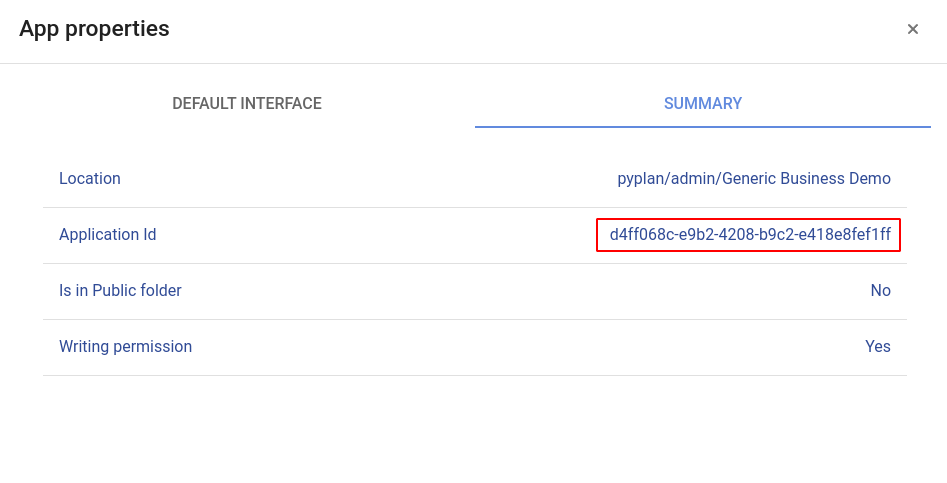 App properties
×
DEFAULT INTERFACE
SUMMARY
Location
pyplan/admin/Generic Business Demo
Application Id
d4ff068c-e9b2-4208-b9c2-e418e8fef1ff
Is in Public folder
No
Writing permission
Yes